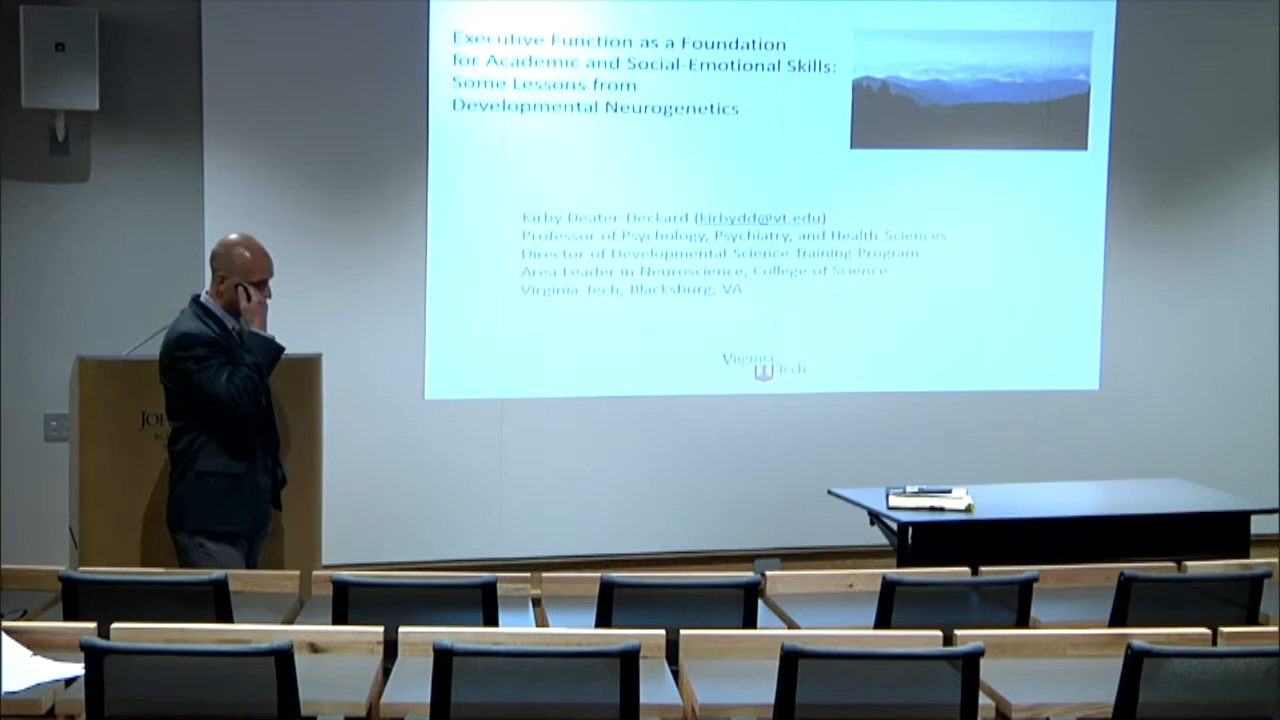 Executive Function as a Foundation
for Academic and Social-Emotional Skills:
Some Lessons from
Developmental Neurogenetics
Kirby Deater-Deckard (kirbydd@vt.edu)
Professor of Psychology, Psychiatry, and Health Sciences
Director of Developmental Science Training Program
Area Leader in Neuroscience, College of Science
Virginia Tech, Blacksburg, VA
Virginia Tech
JOH